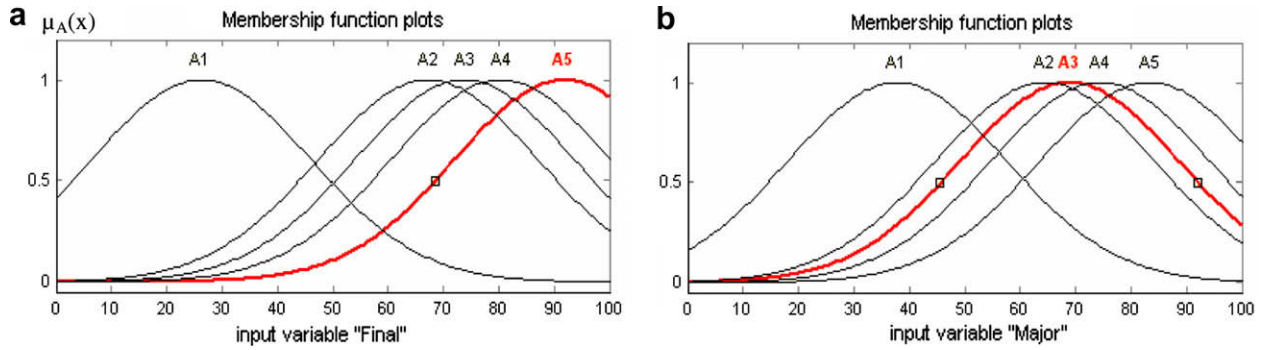 a μA(x) Membership function plots
A1 A2 A3 A4 A5
1
0.5
0
0 10 20 30 40 50 60 70 80 90 100
input variable "Final"
b Membership function plots
A1 A2 A3 A4 A5
1
0.5
0
0 10 20 30 40 50 60 70 80 90 100
input variable "Major"